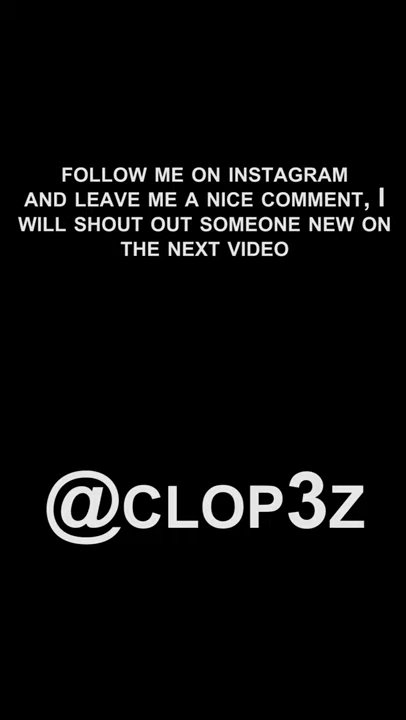 FOLLOW ME ON INSTAGRAM
AND LEAVE ME A NICE COMMENT, I
WILL SHOUT OUT SOMEONE NEW ON
THE NEXT VIDEO
@CLOP3Z